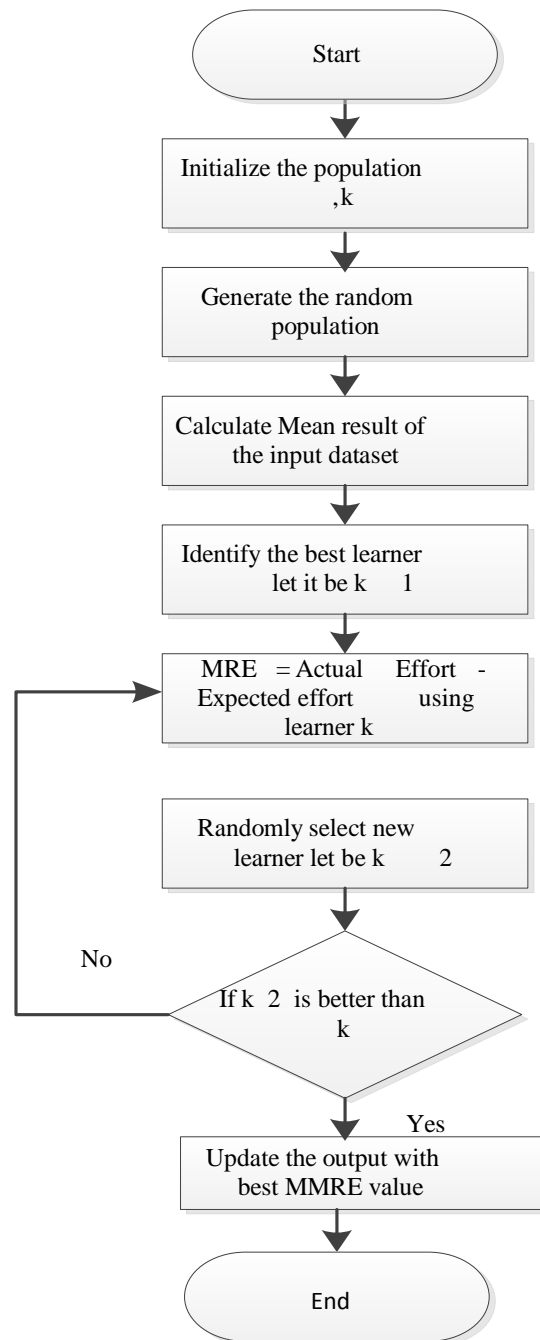 Start
Initialize the population
,k
Generate the random
population
Calculate Mean result of
the input dataset
Identify the best learner
let it be k 1
MRE = Actual Effort -
Expected effort using
learner k
Randomly select new
learner let be k 2
No
If k 2 is better than
k
Yes
Update the output with
best MMRE value
End